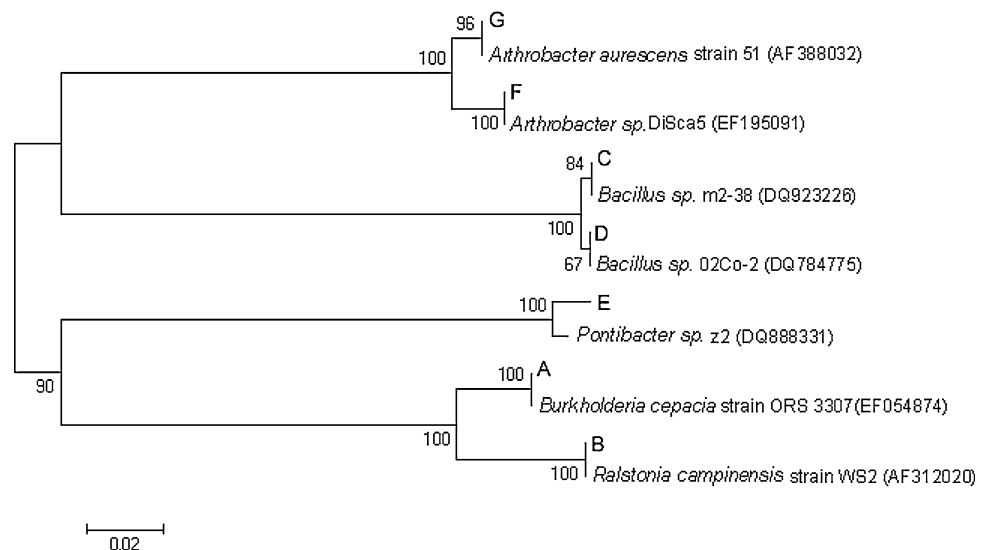 96 G
Arthrobacter aurescens strain 51 (AF388032)
100
F
100 Arthrobacter sp.DiSca5 (EF195091)
84 C
Bacillus sp. m2-38 (DQ923226)
100
D
67 Bacillus sp. 02Co-2 (DQ784775)
100 E
Pontibacter sp. z2 (DQ888331)
90
100 A
Burkholderia cepacia strain ORS 3307(EF054874)
100
B
100 Ralstonia campinensis strain WS2 (AF312020)
0.02